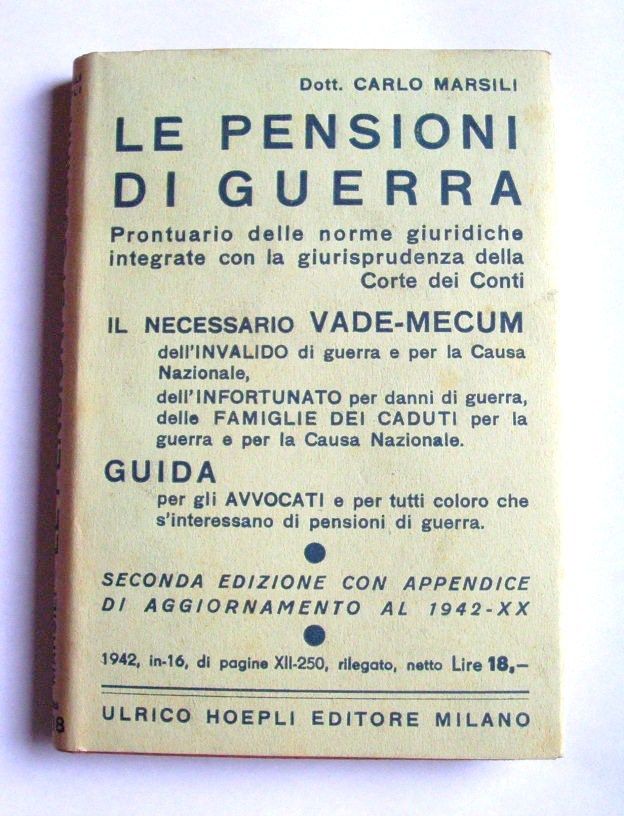 Dott. CARLO MARSILI
LE PENSIONI
DI GUERRA
Prontuario delle norme giuridiche
integrate con la giurisprudenza della
Corte dei Conti
IL NECESSARIO VADE-MECUM
dell'INVALIDO di guerra e per la Causa
Nazionale,
dell'INFORTUNATO per danni di guerra,
delle FAMIGLIE DEI CADUTI per la
guerra e per la Causa Nazionale.
GUIDA
per gli AVVOCATI e per tutti coloro che
s'interessano di pensioni di guerra.
SECONDA EDIZIONE CON APPENDICE
DI AGGIORNAMENTO AL 1942-XX
1942, in-16, di pagine XII-250, rilegato, netto Lire 18,—
ULRICO HOEPLI EDITORE MILANO